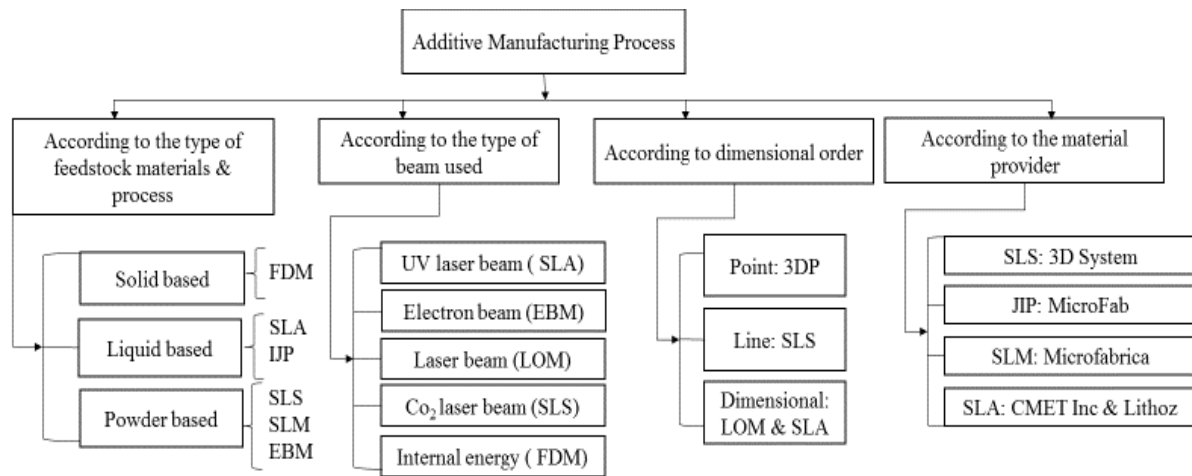 Additive Manufacturing Process
According to the type of
feedstock materials &
process
According to the type of
beam used
According to dimensional order
According to the material
provider
Solid based
FDM
Liquid based
SLA
IJP
Powder based
SLS
SLM
EBM
UV laser beam ( SLA)
Electron beam (EBM)
Laser beam (LOM)
Co₂ laser beam (SLS)
Internal energy ( FDM)
Point: 3DP
Line: SLS
Dimensional:
LOM & SLA
SLS: 3D System
JIP: MicroFab
SLM: Microfabrica
SLA: CMET Inc & Lithoz